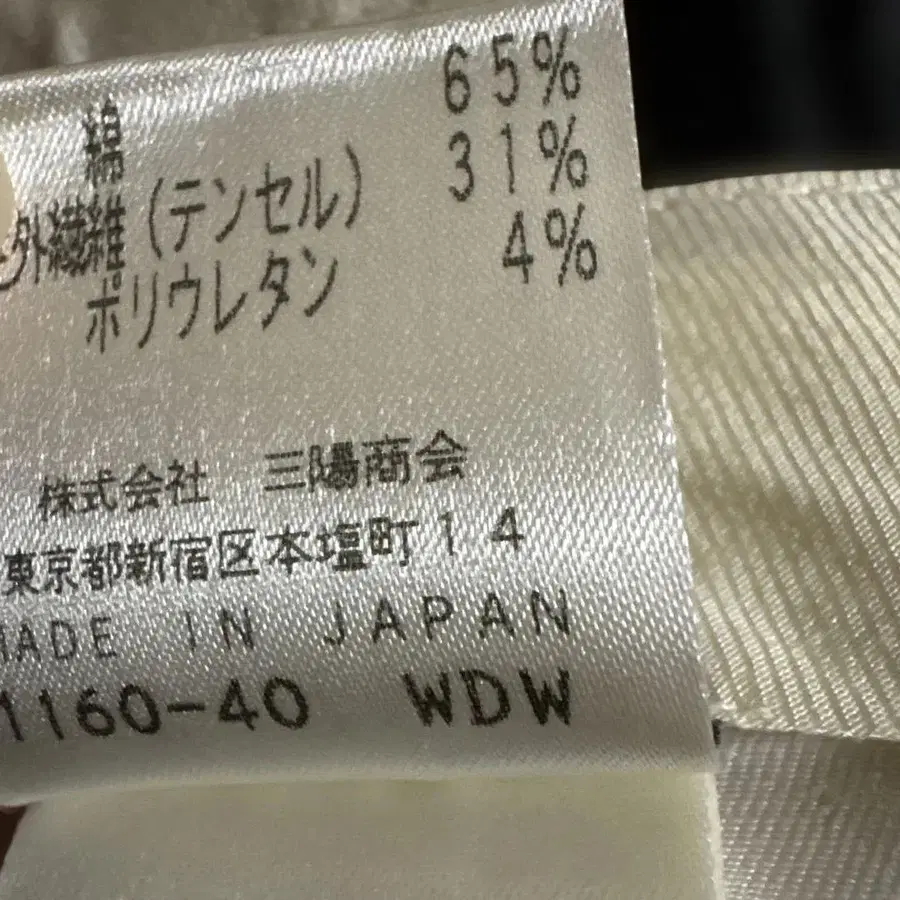 綿 65%
外繊維(テンセル) 31%
ポリウレタン 4%
株式会社 三陽商会
東京都新宿区本塩町14
MADE IN JAPAN
1160-40 WDW